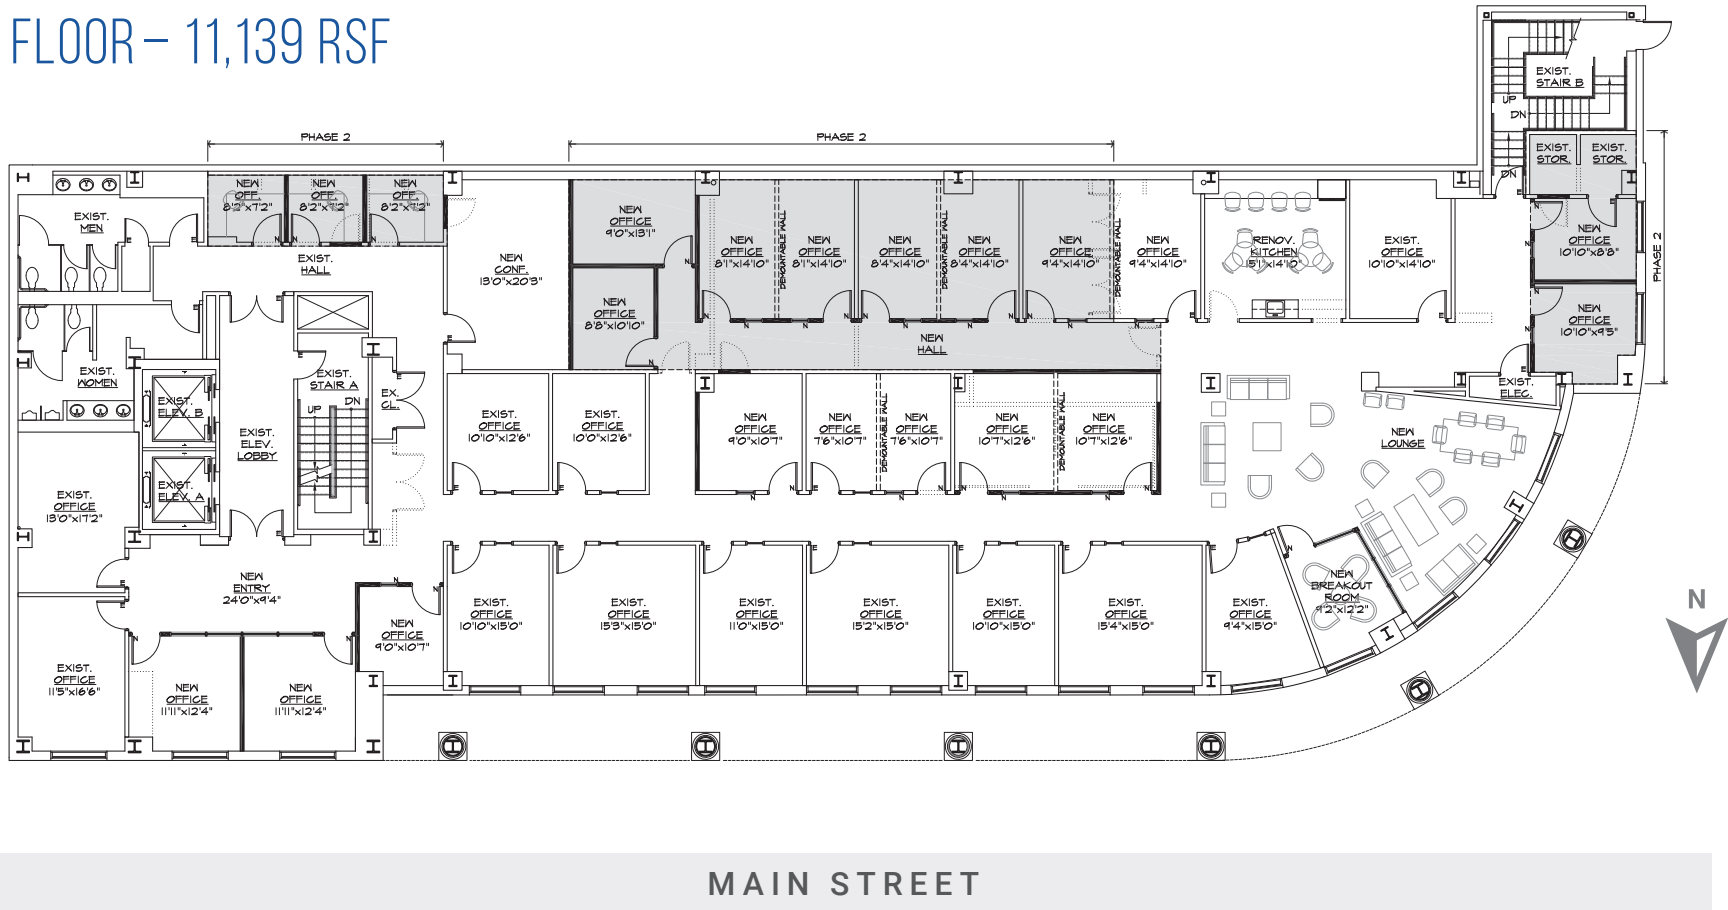 FLOOR – 11,139 RSF
PHASE 2
PHASE 2
EXIST.
STAIR B
UP
DN
DN
EXIST.
STOR.
EXIST.
STOR.
PHASE 2
EXIST.
MEN
NEW
OFF.
8'2"x7'2"
NEW
OFF.
8'2"x7'2"
NEW
OFF.
8'2"x7'2"
EXIST.
HALL
NEW
CONF.
13'0"x20'3"
NEW
OFFICE
9'0"x13'1"
NEW
OFFICE
8'8"x10'10"
NEW
OFFICE
8'1"x14'10"
DEMOUNTABLE WALL
NEW
OFFICE
8'1"x14'10"
NEW
OFFICE
8'4"x14'10"
DEMOUNTABLE WALL
NEW
OFFICE
8'4"x14'10"
NEW
OFFICE
9'4"x14'10"
DEMOUNTABLE WALL
NEW
OFFICE
9'4"x14'10"
RENOV.
KITCHEN
15'1"x14'10"
EXIST.
OFFICE
10'10"x14'10"
NEW
OFFICE
10'10"x8'8"
NEW
OFFICE
10'10"x9'5"
NEW
HALL
EXIST.
WOMEN
EXIST.
ELEV. B
EXIST.
ELEV. A
EXIST.
ELEV.
LOBBY
EXIST.
STAIR A
UP
DN
EX.
CL.
EXIST.
OFFICE
10'10"x12'6"
EXIST.
OFFICE
10'0"x12'6"
NEW
OFFICE
9'0"x10'7"
NEW
OFFICE
7'6"x10'7"
DEMOUNTABLE WALL
NEW
OFFICE
7'6"x10'7"
NEW
OFFICE
10'7"x12'6"
DEMOUNTABLE WALL
NEW
OFFICE
10'7"x12'6"
EXIST.
ELEC.
NEW
LOUNGE
EXIST.
OFFICE
13'0"x17'2"
NEW
ENTRY
24'0"x9'4"
NEW
OFFICE
9'0"x10'7"
EXIST.
OFFICE
10'10"x15'0"
EXIST.
OFFICE
15'3"x15'0"
EXIST.
OFFICE
11'0"x15'0"
EXIST.
OFFICE
15'2"x15'0"
EXIST.
OFFICE
10'10"x15'0"
EXIST.
OFFICE
15'4"x15'0"
EXIST.
OFFICE
9'4"x15'0"
NEW
BREAKOUT
ROOM
9'2"x12'2"
EXIST.
OFFICE
11'5"x16'6"
NEW
OFFICE
11'11"x12'4"
NEW
OFFICE
11'11"x12'4"
N
MAIN STREET